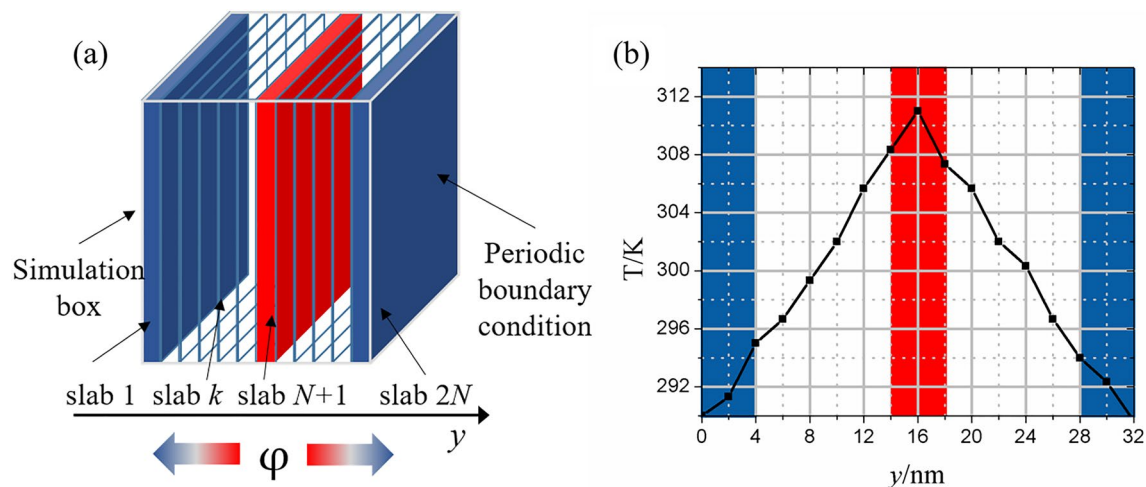 (a)
Simulation
box
Periodic
boundary
condition
slab 1 slab k slab N+1 slab 2N
y
φ
(b)
T/K
312
308
304
300
296
292
0 4 8 12 16 20 24 28 32
y/nm